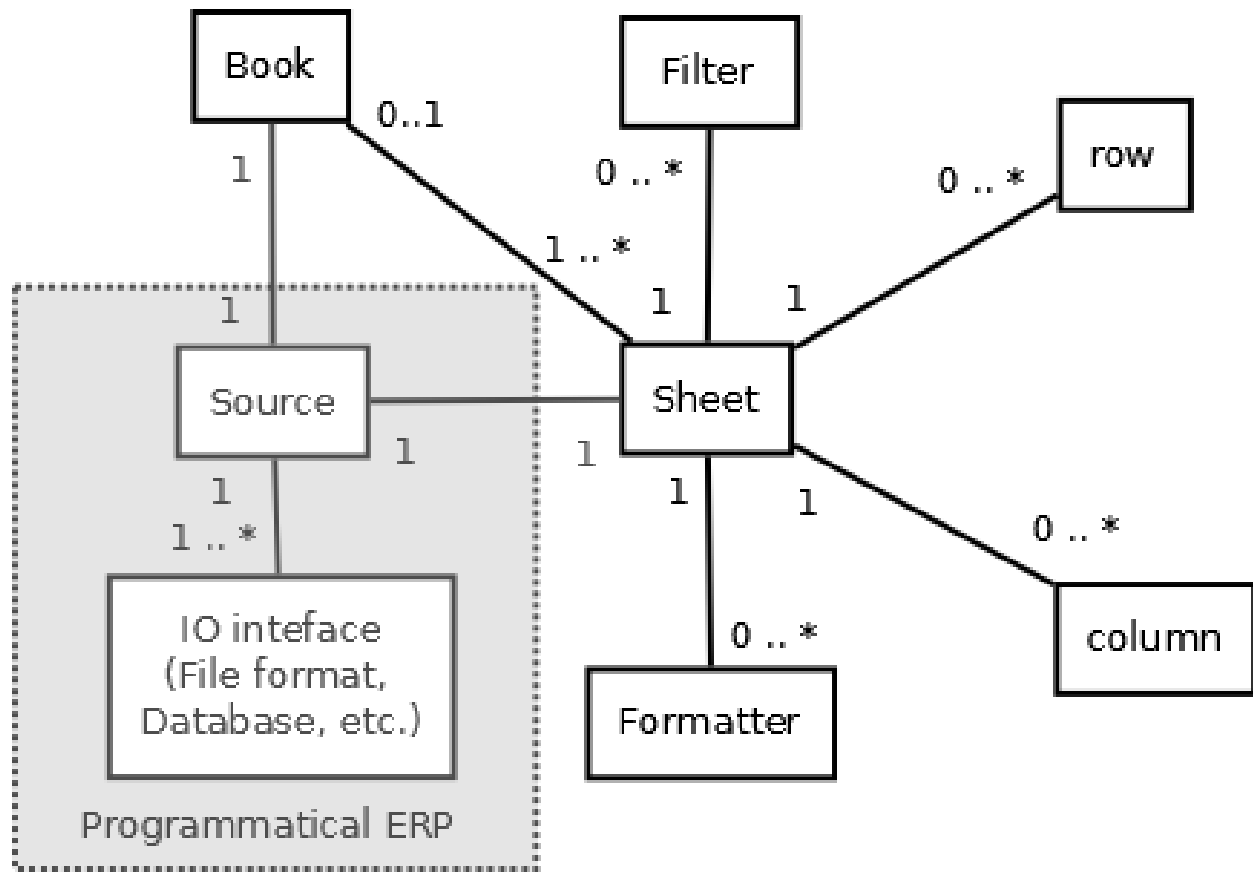 Book
Filter
row
0..1
1
0 .. *
0 .. *
1 .. *
1
1
1
Source
Sheet
1
1
1
1
1
1 .. *
0 .. *
IO inteface
(File format,
Database, etc.)
0 .. *
column
Formatter
Programmatical ERP